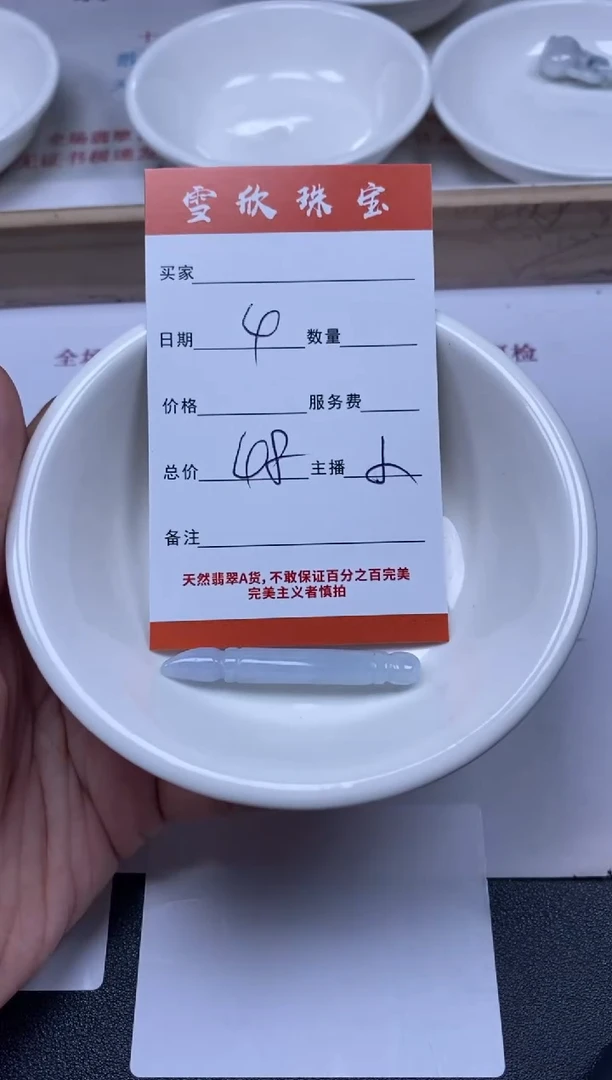 雪欣珠宝
买家
日期 4 数量
价格 服务费
总价 48 主播
备注
天然翡翠A货，不敢保证百分之百完美
完美主义者慎拍